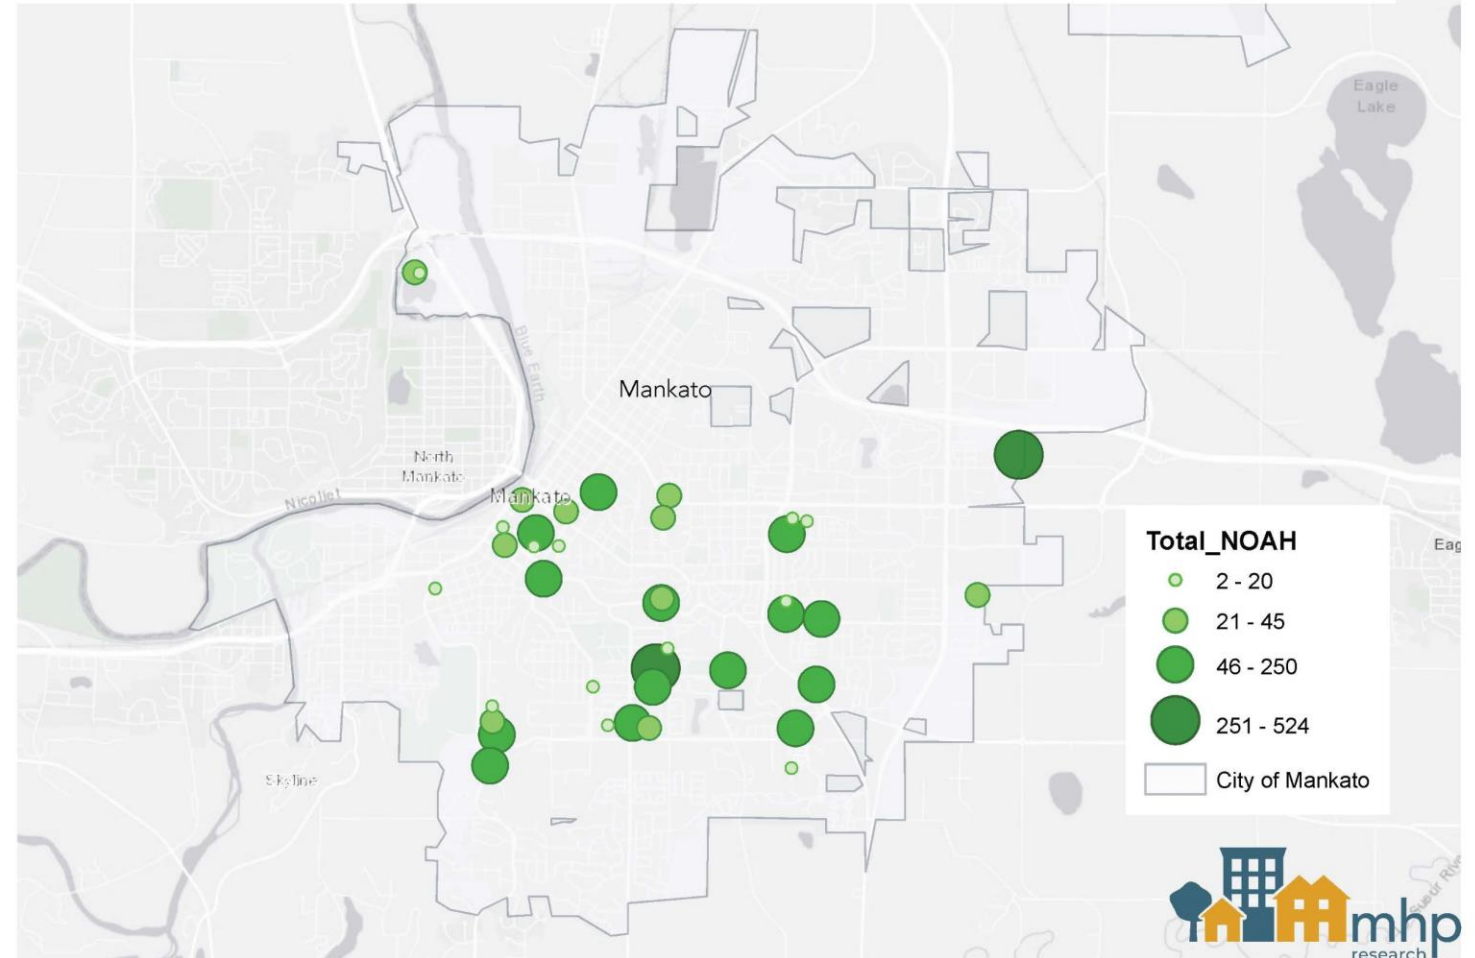 Eagle
Lake
Blue Earth
Mankato
North
Mankato
Nicollet
Mankato
Total_NOAH
2 - 20
21 - 45
46 - 250
251 - 524
City of Mankato
Eag
Skyline
mhp
research